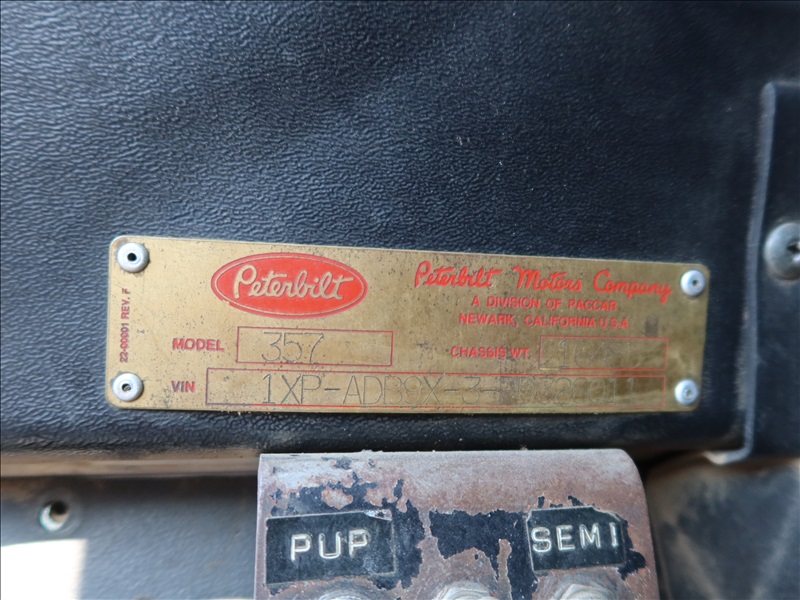 Peterbilt
Peterbilt Motors Company
A DIVISION OF PACCAR
NEWARK, CALIFORNIA U.S.A.
22-00001 REV. F
MODEL 357
CHASSIS WT.
VIN 1XP-ADB9X-3-
PUP
SEMI